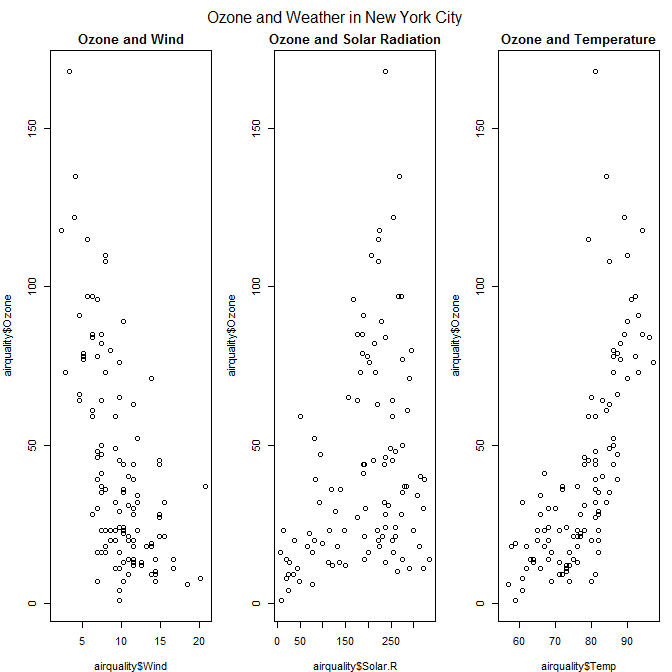 Ozone and Weather in New York City
Ozone and Wind
airquality$Ozone
0 50 100 150
5 10 15 20
airquality$Wind
Ozone and Solar Radiation
airquality$Ozone
0 50 100 150
0 50 150 250
airquality$Solar.R
Ozone and Temperature
airquality$Ozone
0 50 100 150
60 70 80 90
airquality$Temp